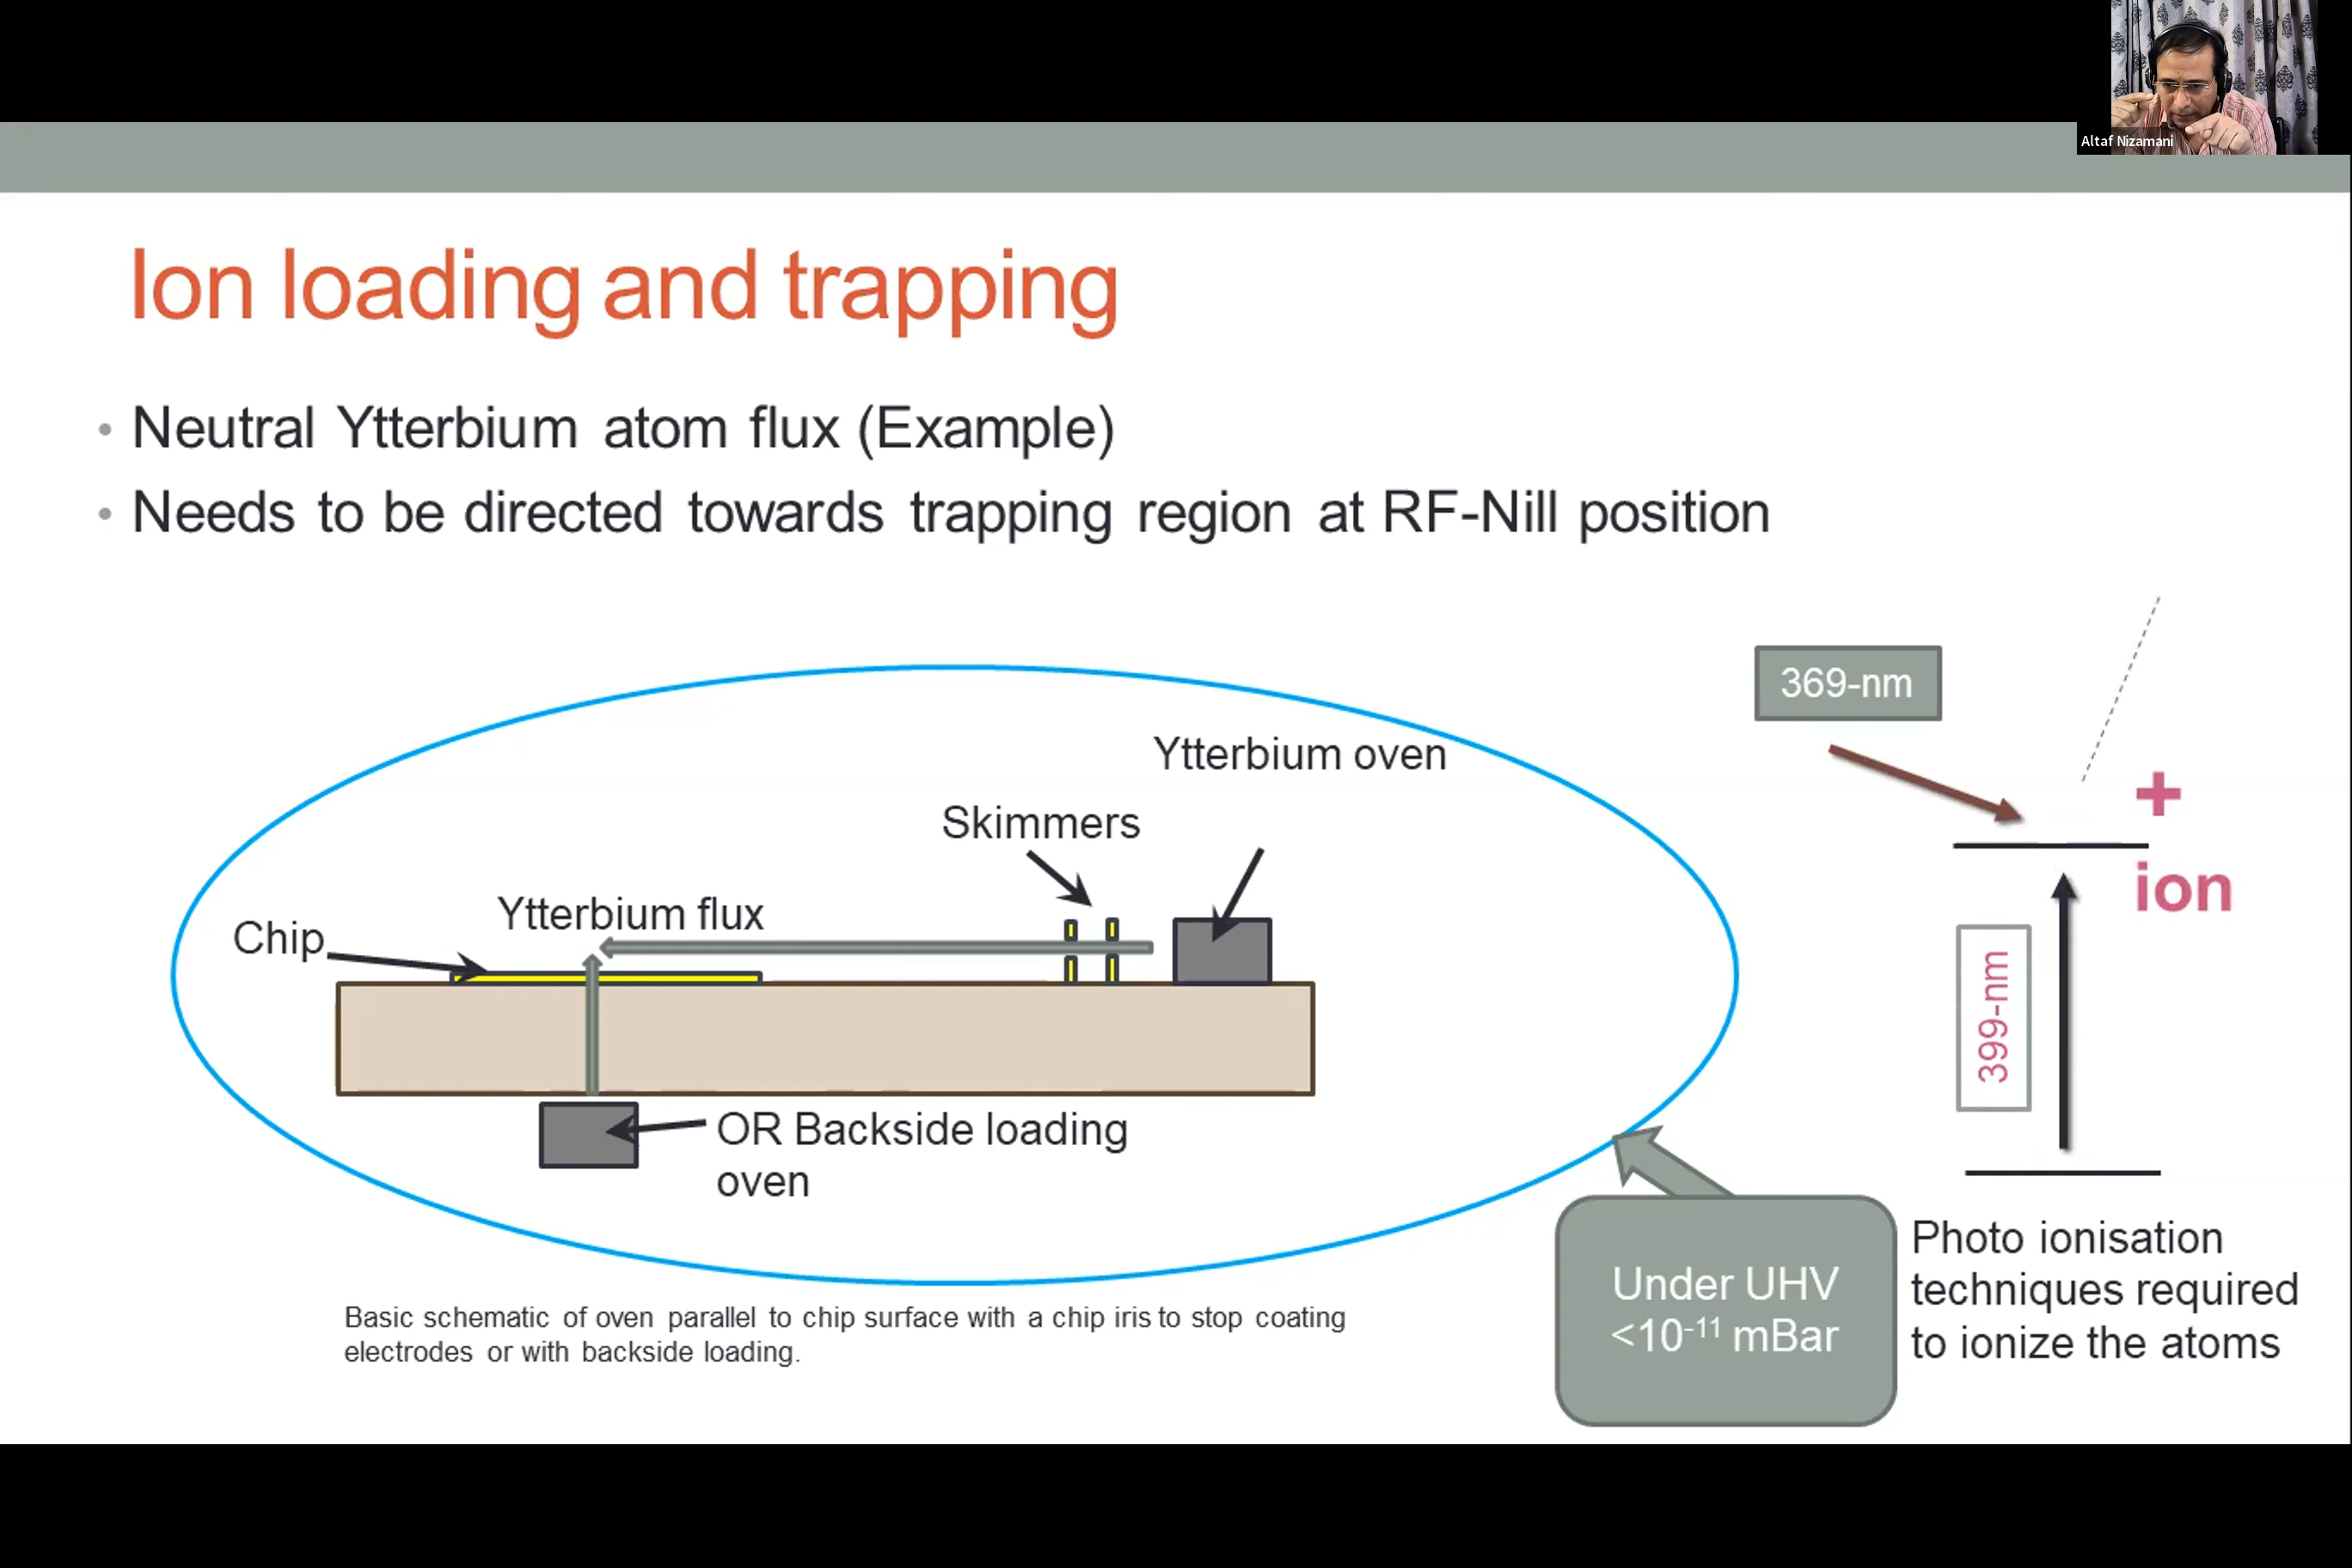 Altaf Nizamani
Ion loading and trapping
• Neutral Ytterbium atom flux (Example)
• Needs to be directed towards trapping region at RF-Nill position
369-nm
Ytterbium oven
Skimmers
+
ion
Ytterbium flux
Chip
399-nm
OR Backside loading
oven
Under UHV
<10⁻¹¹ mBar
Photo ionisation
techniques required
to ionize the atoms
Basic schematic of oven parallel to chip surface with a chip iris to stop coating
electrodes or with backside loading.